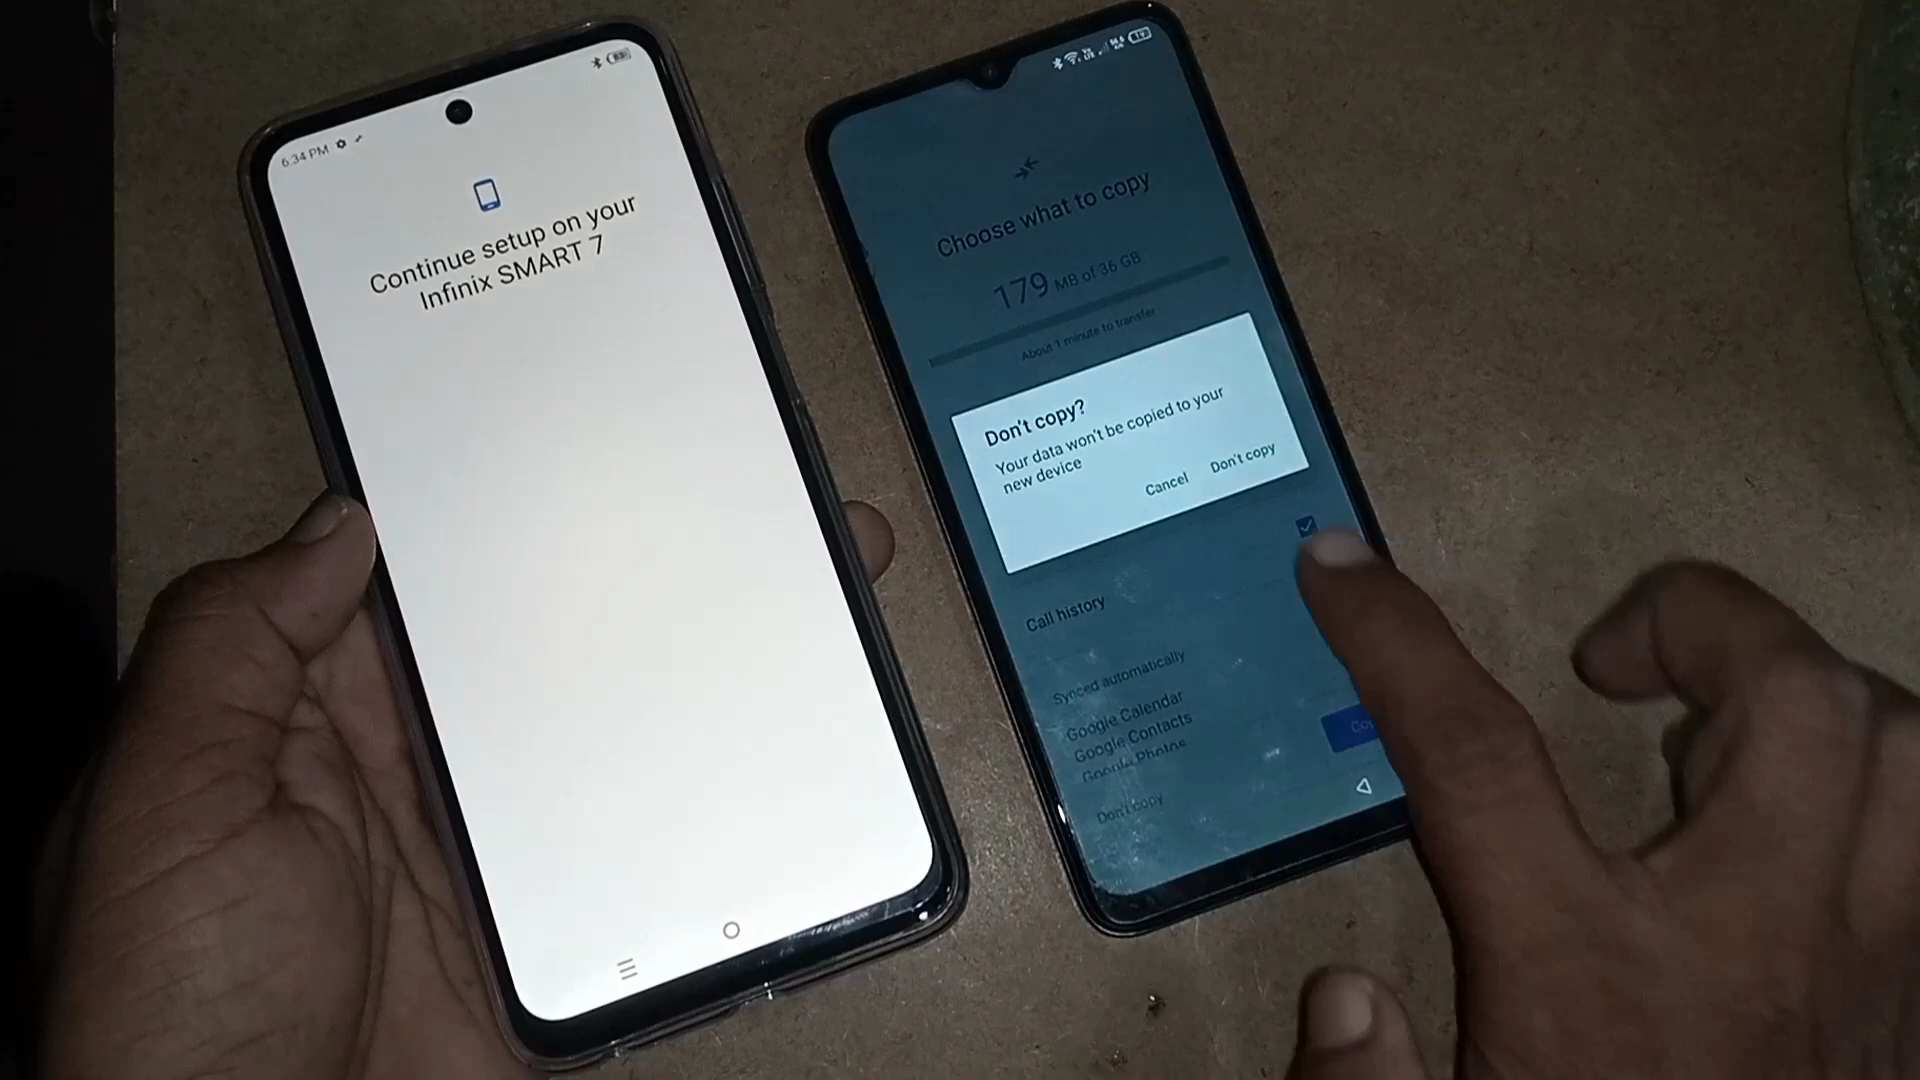 6:34 PM
Continue setup on your
Infinix SMART 7
Choose what to copy
179 MB of 36 GB
About 1 minute to transfer
Don't copy?
Your data won't be copied to your
new device
Cancel Don't copy
Call history
Synced automatically
Google Calendar
Google Contacts
Google Photos
Don't copy